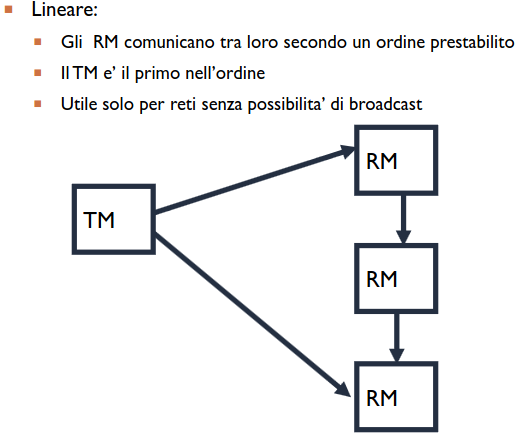 Lineare:
Gli RM comunicano tra loro secondo un ordine prestabilito
Il TM e' il primo nell'ordine
Utile solo per reti senza possibilita' di broadcast
RM
TM
RM
RM